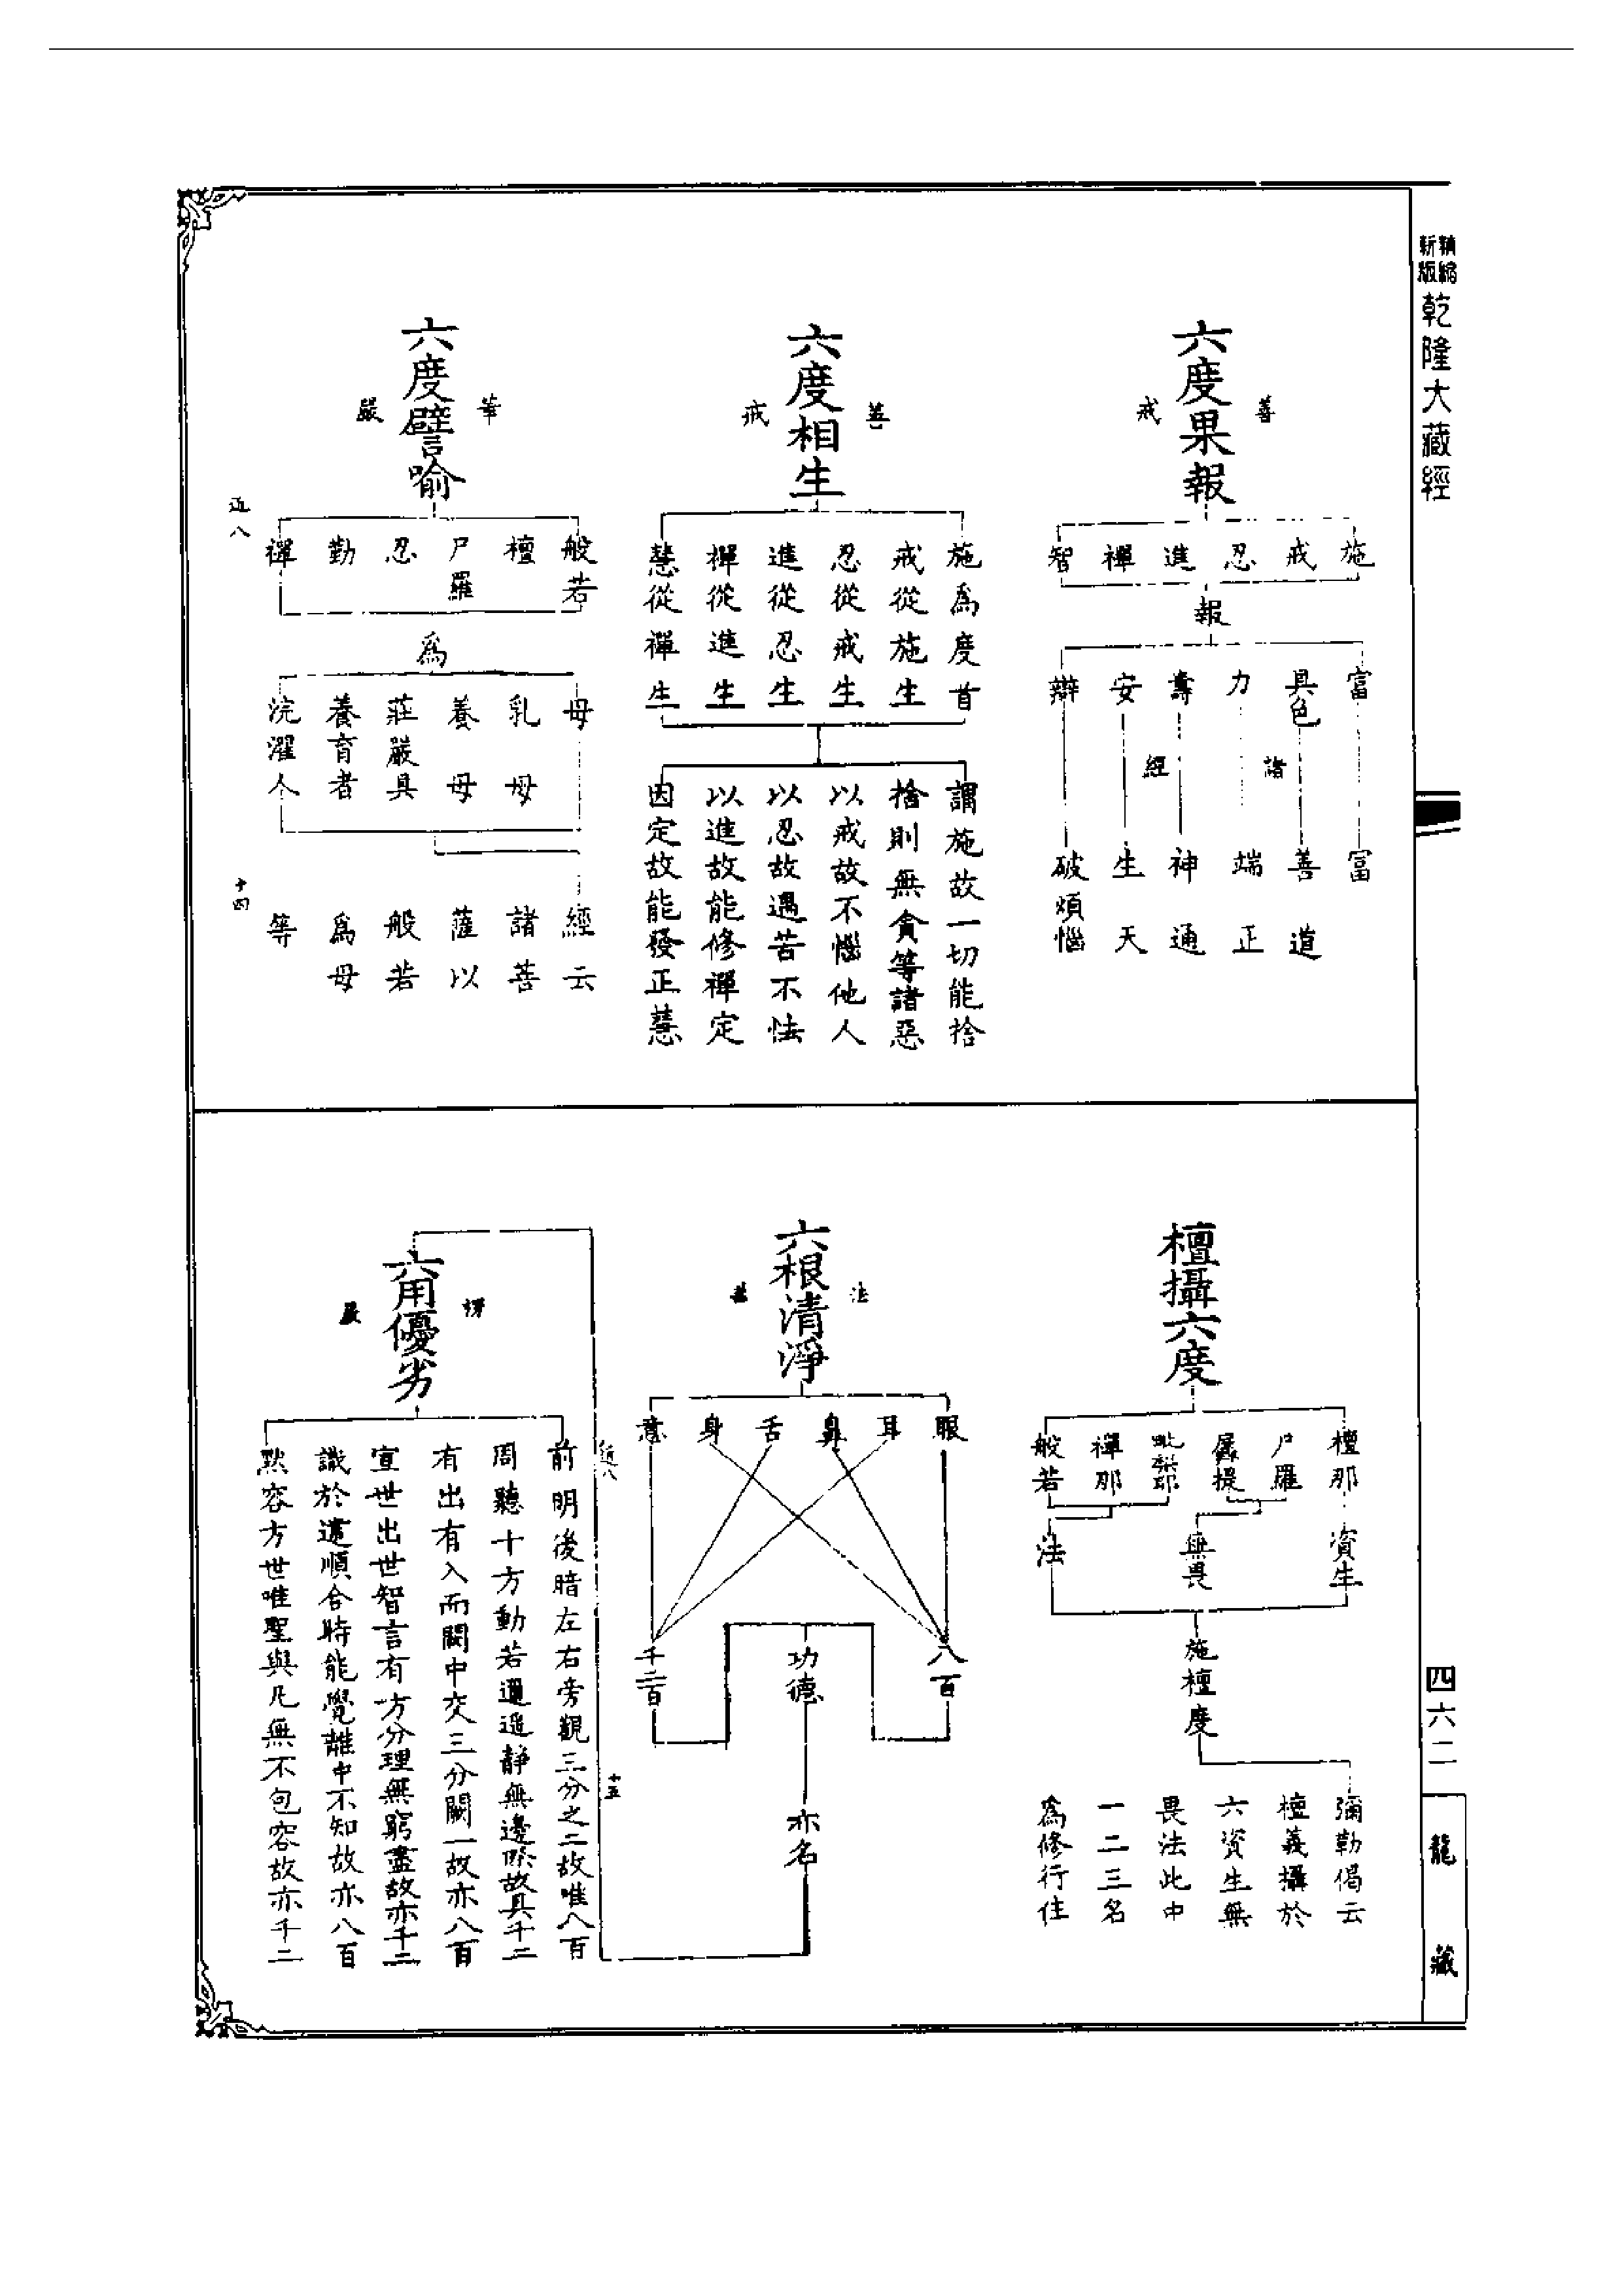 新版
精縮
乾隆大藏經
四六二
龍藏
六度果報
善戒
施
戒
忍
進
禪
智
報
富
具色
力
壽
安
辯
諸經
富
善道
端正
神通
生天
破煩惱
六度相生
善戒
施為度首
戒從施生
忍從戒生
進從忍生
禪從進生
慧從禪生
謂施故一切能捨
捨則無貪等諸惡
以戒故不惱他人
以忍故遇苦不怯
以進故能修禪定
因定故能發正慧
六度譬喻
華嚴
般若
檀
尸羅
忍
勤
禪
為
母
乳母
養母
莊嚴具
養育者
浣濯人
經云
諸善
薩以
般若
為母
等
八
十四
檀攝六度
檀那
尸羅
羼提
毗梨耶
禪那
般若
資生
無畏
法
施檀度
彌勒偈云
檀義攝於
六資生無
畏法此中
一二三名
為修行住
六根清淨
法
眼
耳
鼻
舌
身
意
八百
千二百
功德
亦名
八
十五
六用優劣
楞嚴
前明後暗左右旁觀三分之二故唯八百
周聽十方動若邇遥靜無邊際故具千二
有出有入而闕中交三分闕一故亦八百
宣世出世智言有方分理無窮盡故亦千二
識於違順合時能覺離中不知故亦八百
默容方世唯聖與凡無不包容故亦千二